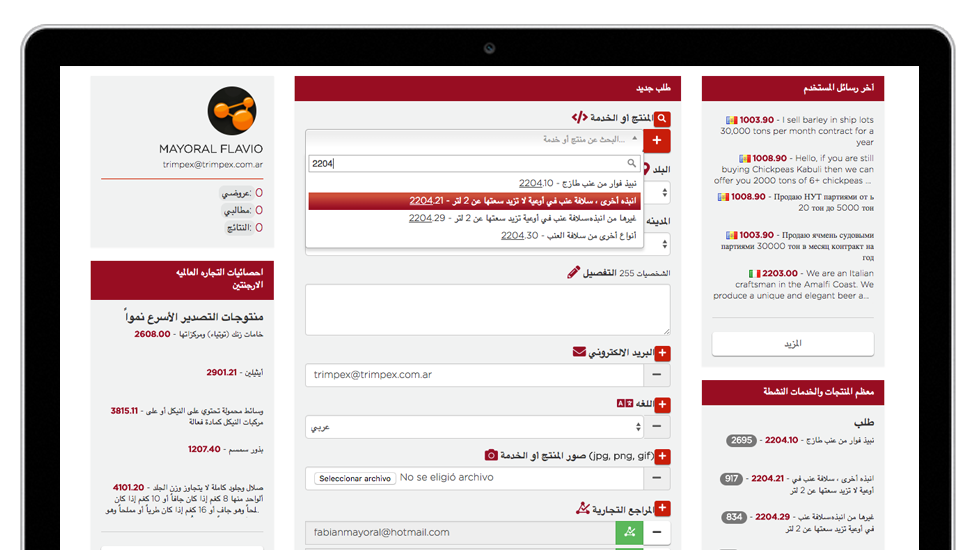 MAYORAL FLAVIO
trimpex@trimpex.com.ar
عروضي: 0
مطالبي: 0
النتائج: 0
احصائيات التجاره العالميه
الارجنتين
منتوجات التصدير الأسرع نمواً
خامات زنك (توتياء) ومركزاتها - 2608.00
أيثيلين - 2901.21
وسائط محمولة تحتوي على النيكل أو على - 3815.11
مركبات النيكل كمادة فعالة
بذور سمسم - 1207.40
صلال وجلود كاملة لا يتجاوز وزن الجلد - 4101.20
الواحد منها 8 كغم إذا كان جافاً أو 10 كغم إذا كان
مملحاً وهو جاف أو 16 كغم إذا كان طرياً أو مملحاً وهو
طلب جديد
المنتج او الخدمة
البحث عن منتج أو خدمة...
2204
نبيذ فوار من عنب طازج - 2204.10
انبذه أخرى ، سلافة عنب في أوعية لا تزيد سعتها عن 2 لتر - 2204.21
غيرها من انبذه،سلافة عنب في أوعية تزيد سعتها عن 2 لتر - 2204.29
أنواع أخرى من سلافة العنب - 2204.30
البلد
المدينه
التفصيل 255 الشخصيات
البريد الالكتروني
trimpex@trimpex.com.ar
اللغه
عربي
صور المنتج او الخدمة (jpg, png, gif)
Seleccionar archivo No se eligió archivo
المراجع التجارية
fabianmayoral@hotmail.com
آخر رسائل المستخدم
1003.90 - I sell barley in ship lots
30,000 tons per month contract for a
year
1008.90 - Hello, if you are still
buying Chickpeas Kabuli then we can
offer you 2000 tons of 6+ chickpeas ...
1008.90 - Продаю НУТ партиями от ь
20 тон до 5000 тон
1003.90 - Продаю ячмень судовыми
партиями 30000 тон в месяц контракт на
год
2203.00 - We are an Italian
craftsman in the Amalfi Coast. We
produce a unique and elegant beer a...
المزيد
معظم المنتجات والخدمات النشطة
طلب
نبيذ فوار من عنب طازج - 2204.10 2695
انبذه أخرى ، سلافة عنب في - 2204.21 917
أوعية لا تزيد سعتها عن 2 لتر
غيرها من انبذه،سلافة عنب - 2204.29 834
في أوعية تزيد سعتها عن 2 لتر